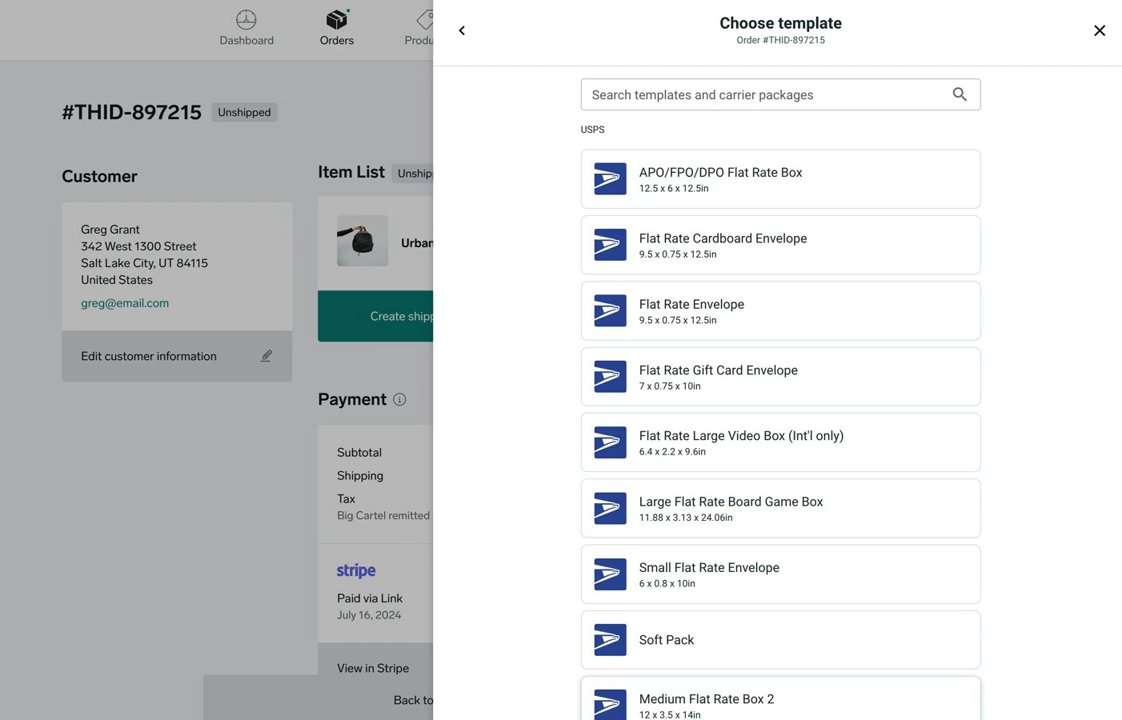 Dashboard
Orders
Choose template
Order #THID-897215
#THID-897215
Unshipped
Customer
Greg Grant
342 West 1300 Street
Salt Lake City, UT 84115
United States
greg@email.com
Edit customer information
Item List
Payment
Subtotal
Shipping
Tax
Big Cartel remitted
stripe
Paid via Link
July 16, 2024
View in Stripe
Back to
Search templates and carrier packages
USPS
APO/FPO/DPO Flat Rate Box
12.5 x 6 x 12.5in
Flat Rate Cardboard Envelope
9.5 x 0.75 x 12.5in
Flat Rate Envelope
9.5 x 0.75 x 12.5in
Flat Rate Gift Card Envelope
7 x 0.75 x 10in
Flat Rate Large Video Box (Int'l only)
6.4 x 2.2 x 9.6in
Large Flat Rate Board Game Box
11.88 x 3.13 x 24.06in
Small Flat Rate Envelope
6 x 0.8 x 10in
Soft Pack
Medium Flat Rate Box 2
12 x 3.5 x 14in